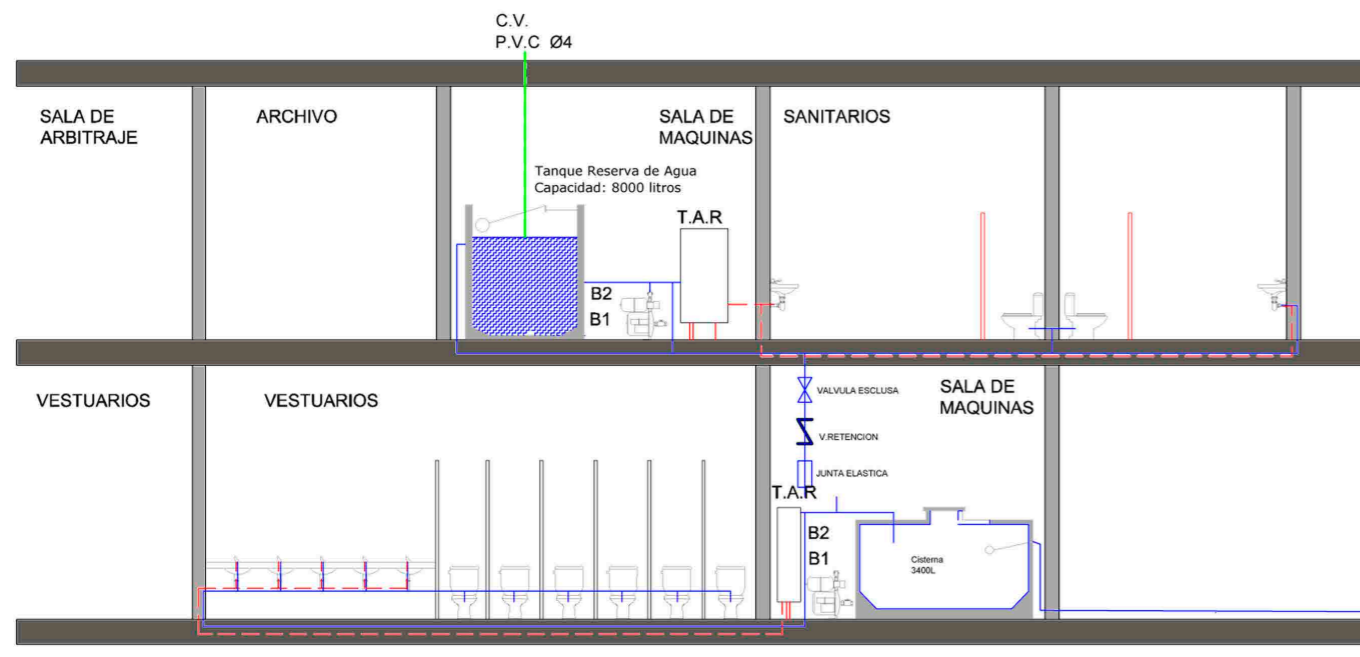 C.V.
P.V.C Ø4
SALA DE
ARBITRAJE
ARCHIVO
SALA DE
MAQUINAS
SANITARIOS
Tanque Reserva de Agua
Capacidad: 8000 litros
T.A.R
B2
B1
VESTUARIOS
VESTUARIOS
VALVULA ESCLUSA
SALA DE
MAQUINAS
V.RETENCION
JUNTA ELASTICA
T.A.R
B2
B1
Cisterna
3400L